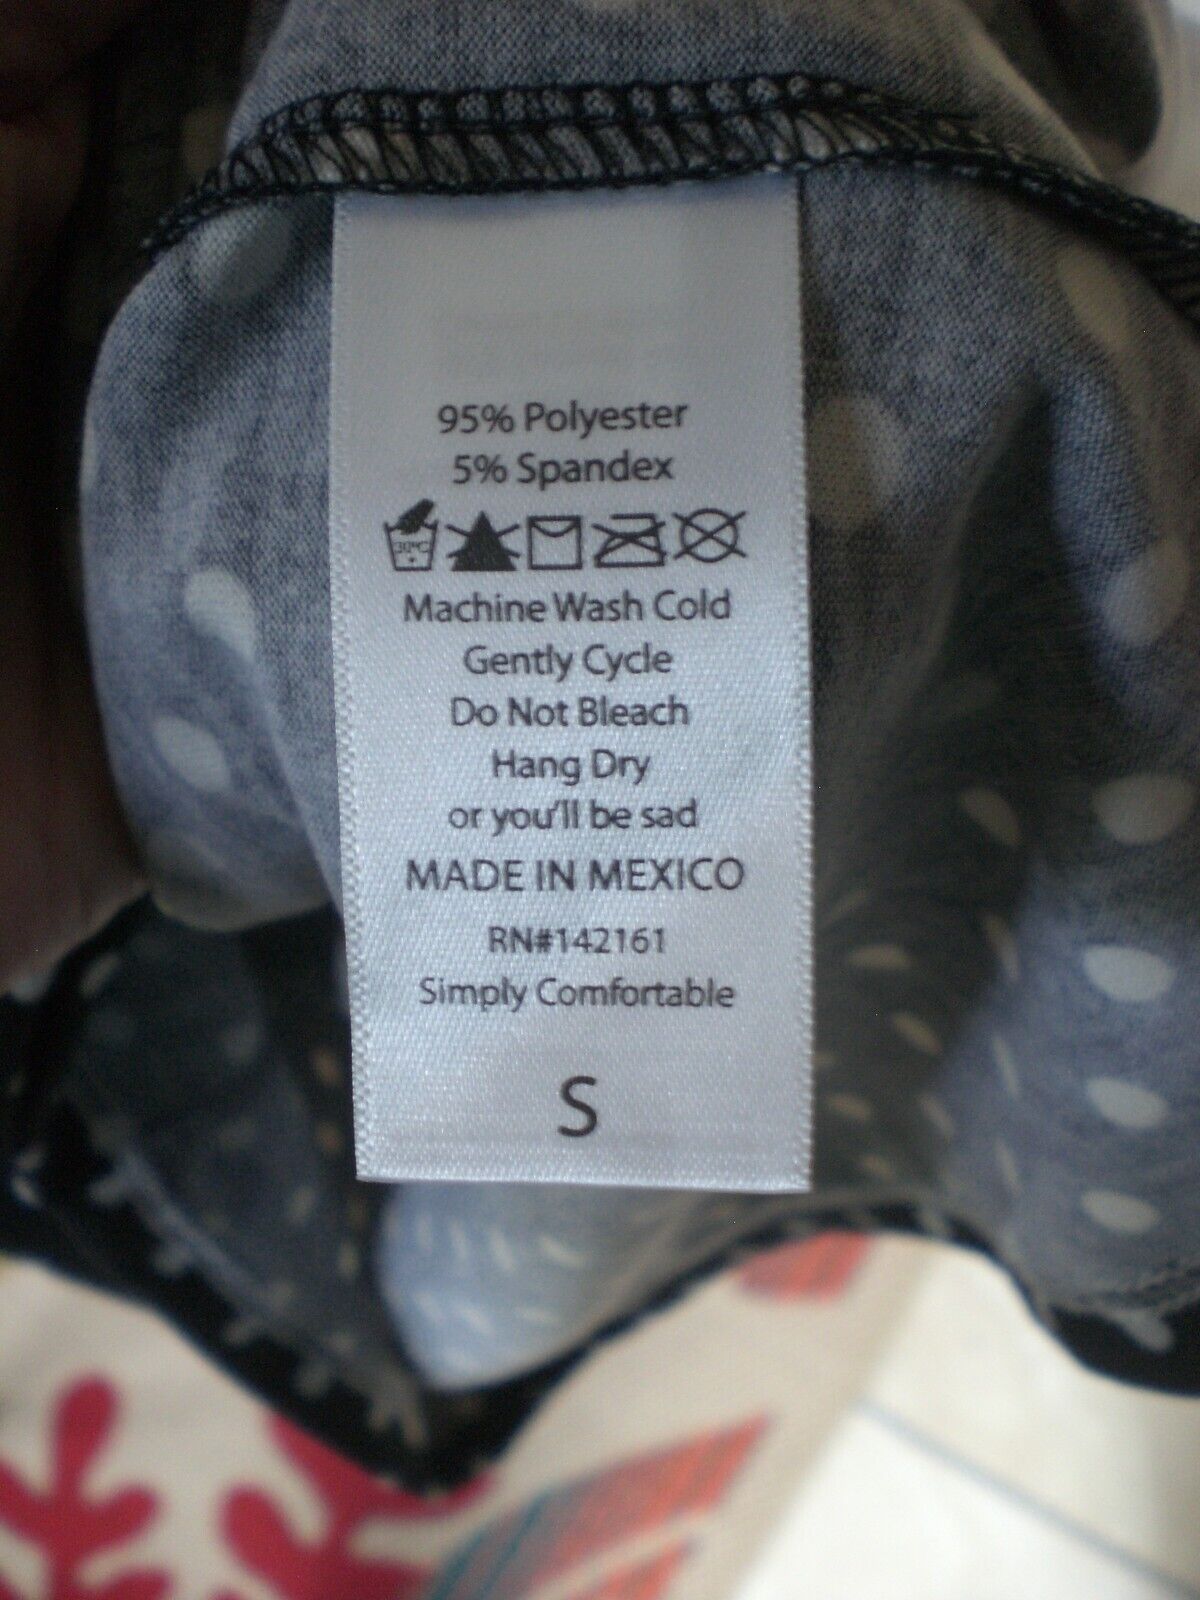 95% Polyester
5% Spandex
30°C
Machine Wash Cold
Gently Cycle
Do Not Bleach
Hang Dry
or you'll be sad
MADE IN MEXICO
RN#142161
Simply Comfortable
S